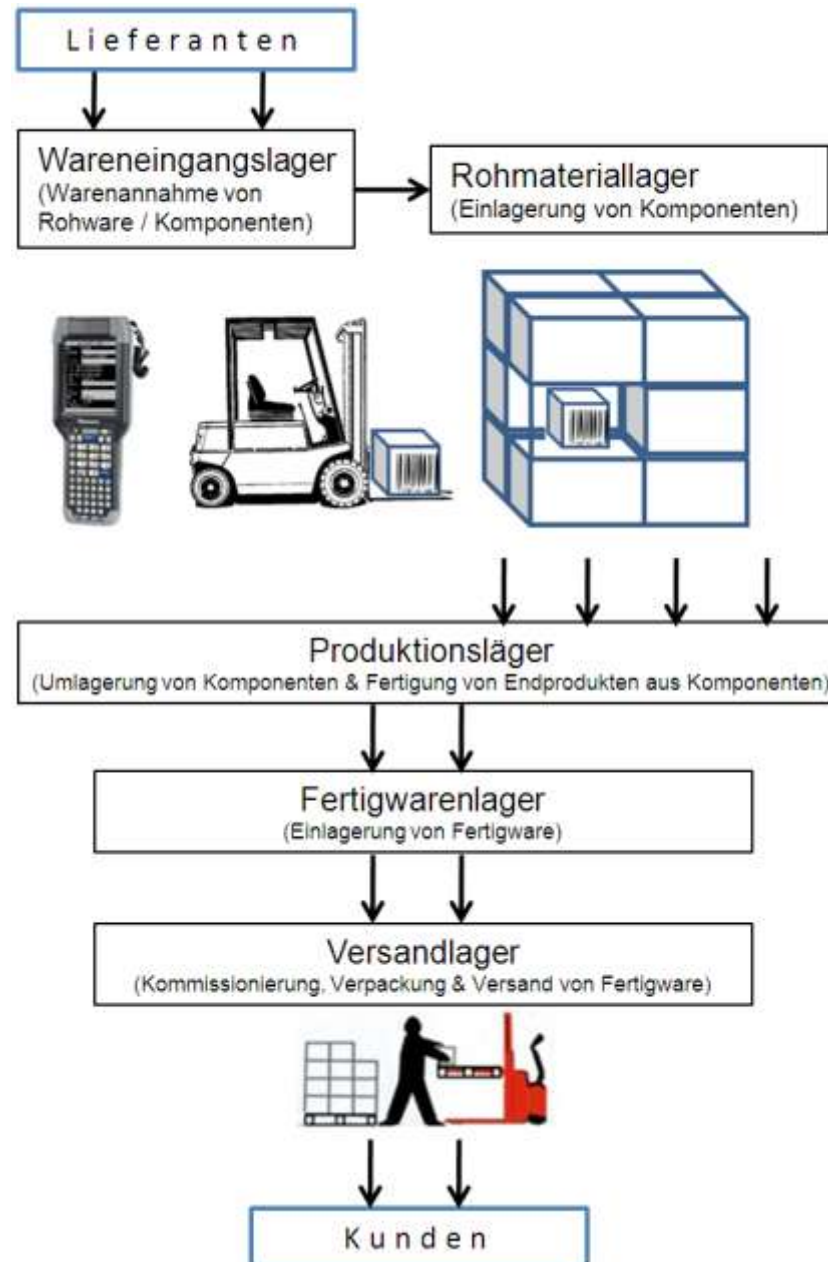 Lieferanten
Wareneingangslager
(Warenannahme von
Rohware / Komponenten)
Rohmateriallager
(Einlagerung von Komponenten)
Produktionsläger
(Umlagerung von Komponenten & Fertigung von Endprodukten aus Komponenten)
Fertigwarenlager
(Einlagerung von Fertigware)
Versandlager
(Kommissionierung, Verpackung & Versand von Fertigware)
Kunden